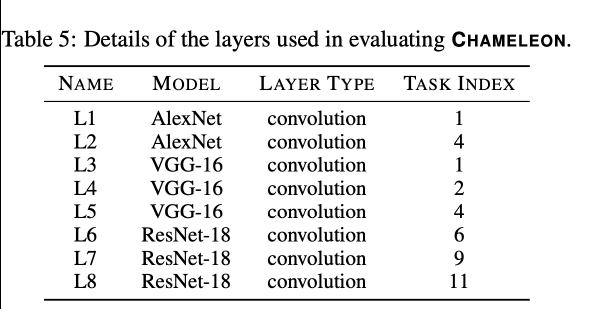 Table 5: Details of the layers used in evaluating CHAMELEON.
NAME MODEL LAYER TYPE TASK INDEX
L1 AlexNet convolution 1
L2 AlexNet convolution 4
L3 VGG-16 convolution 1
L4 VGG-16 convolution 2
L5 VGG-16 convolution 4
L6 ResNet-18 convolution 6
L7 ResNet-18 convolution 9
L8 ResNet-18 convolution 11